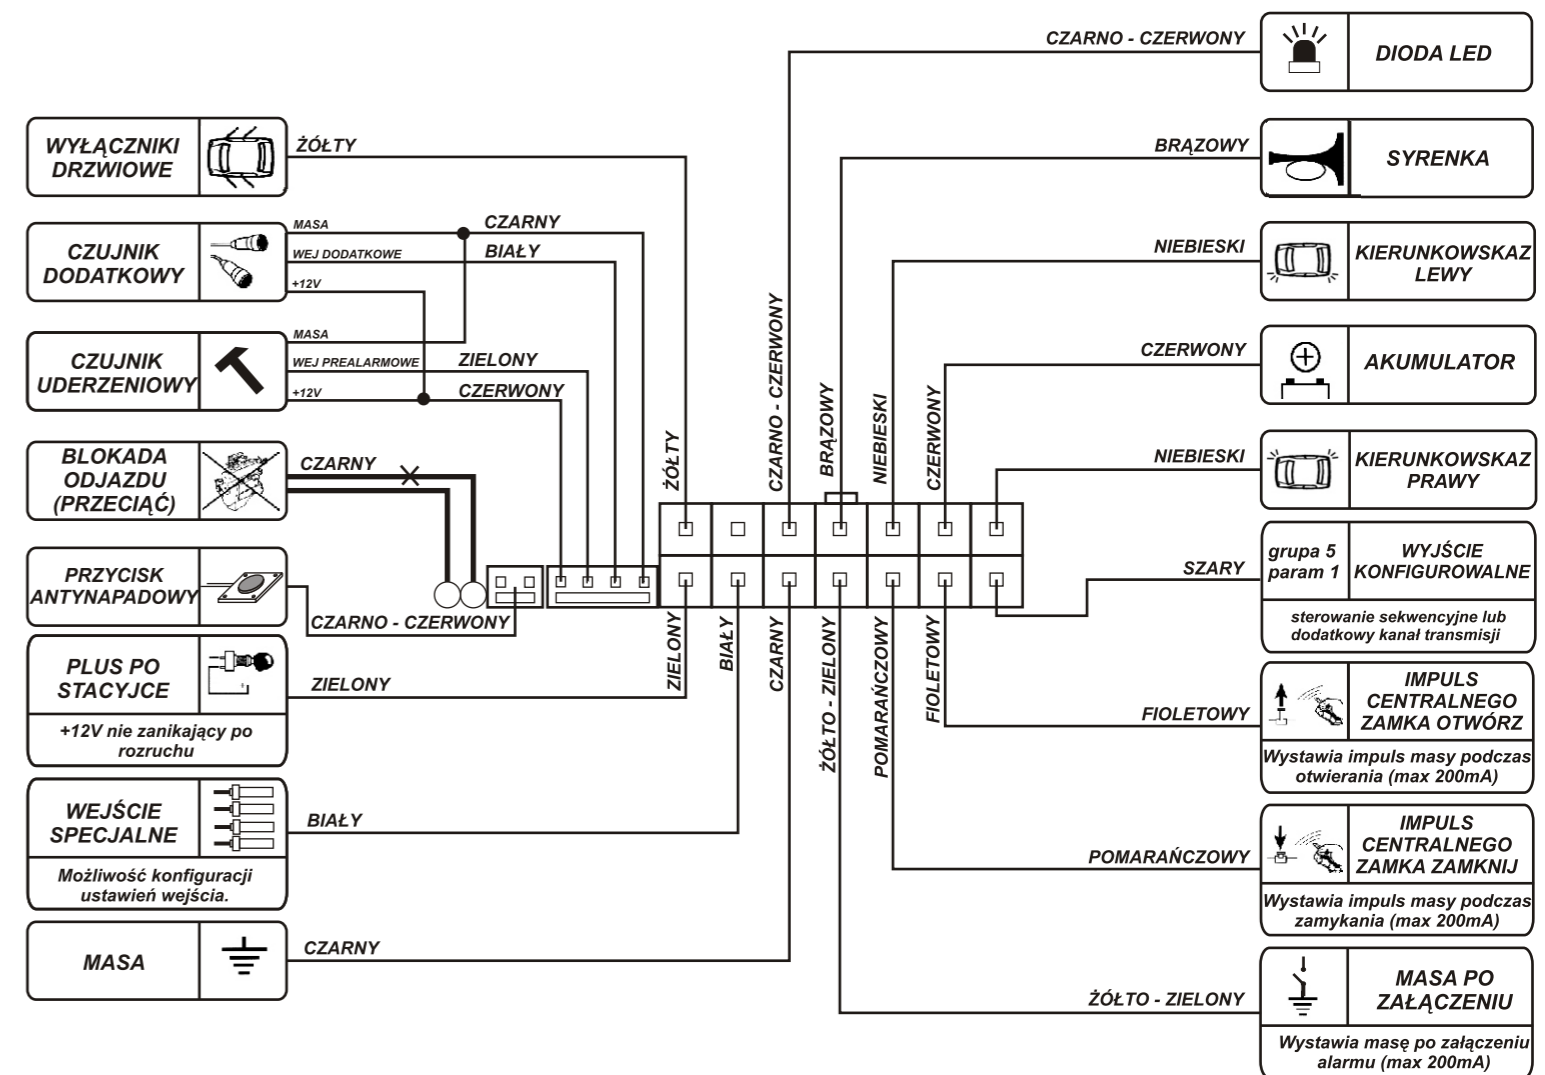 WYŁĄCZNIKI
DRZWIOWE
ŻÓŁTY
CZUJNIK
DODATKOWY
MASA
CZARNY
WEJ DODATKOWE
BIAŁY
+12V
CZUJNIK
UDERZENIOWY
MASA
WEJ PREALARMOWE
ZIELONY
+12V
CZERWONY
BLOKADA
ODJAZDU
(PRZECIĄĆ)
CZARNY
PRZYCISK
ANTYNAPADOWY
CZARNO - CZERWONY
PLUS PO
STACYJCE
ZIELONY
+12V nie zanikający po
rozruchu
WEJŚCIE
SPECJALNE
BIAŁY
Możliwość konfiguracji
ustawień wejścia.
MASA
CZARNY
ŻÓŁTY
CZARNO - CZERWONY
BRĄZOWY
NIEBIESKI
CZERWONY
ZIELONY
BIAŁY
CZARNY
ŻÓŁTO - ZIELONY
POMARAŃCZOWY
FIOLETOWY
CZARNO - CZERWONY
DIODA LED
BRĄZOWY
SYRENKA
NIEBIESKI
KIERUNKOWSKAZ
LEWY
CZERWONY
AKUMULATOR
NIEBIESKI
KIERUNKOWSKAZ
PRAWY
SZARY
grupa 5
param 1
WYJŚCIE
KONFIGUROWALNE
sterowanie sekwencyjne lub
dodatkowy kanał transmisji
FIOLETOWY
IMPULS
CENTRALNEGO
ZAMKA OTWÓRZ
Wystawia impuls masy podczas
otwierania (max 200mA)
POMARAŃCZOWY
IMPULS
CENTRALNEGO
ZAMKA ZAMKNIJ
Wystawia impuls masy podczas
zamykania (max 200mA)
ŻÓŁTO - ZIELONY
MASA PO
ZAŁĄCZENIU
Wystawia masę po załączeniu
alarmu (max 200mA)